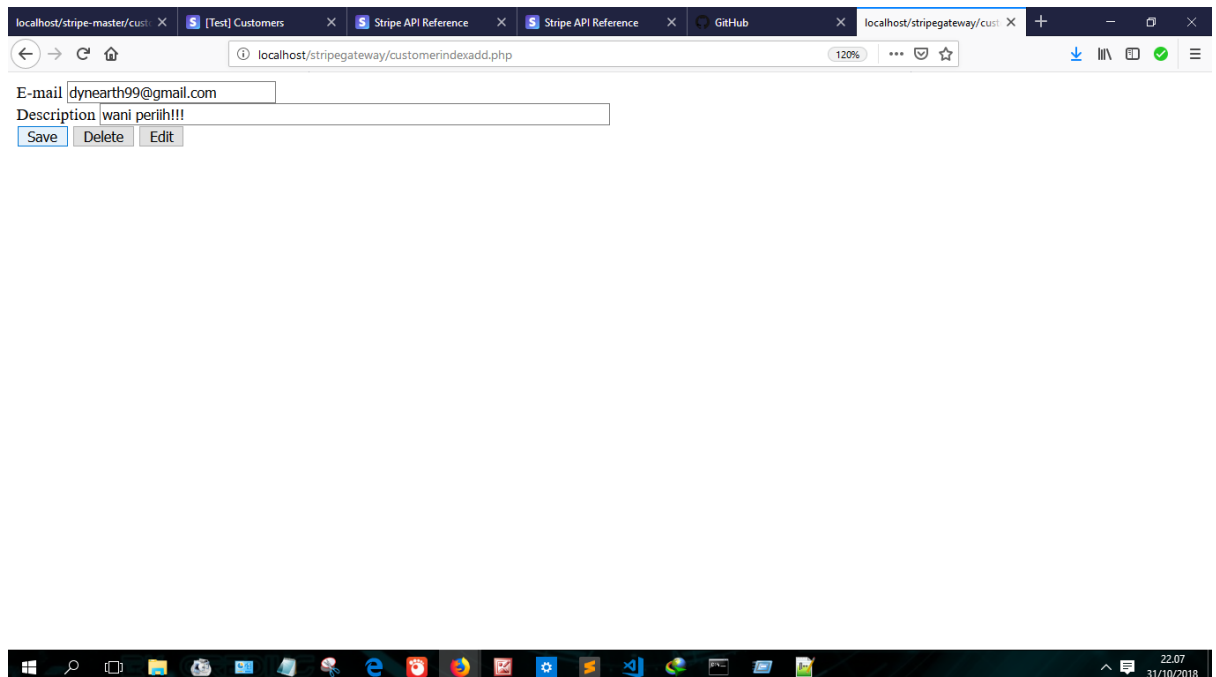 localhost/stripe-master/custo
[Test] Customers
Stripe API Reference
Stripe API Reference
GitHub
localhost/stripegateway/cust
localhost/stripegateway/customerindexadd.php
120%
E-mail dynearth99@gmail.com
Description wani periih!!!
Save Delete Edit
22.07
31/10/2018